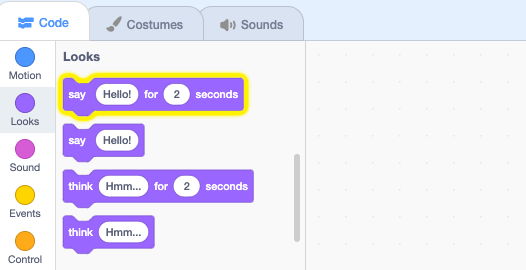 Code Costumes Sounds
Motion
Looks
Sound
Events
Control
Looks
say Hello! for 2 seconds
say Hello!
think Hmm... for 2 seconds
think Hmm...